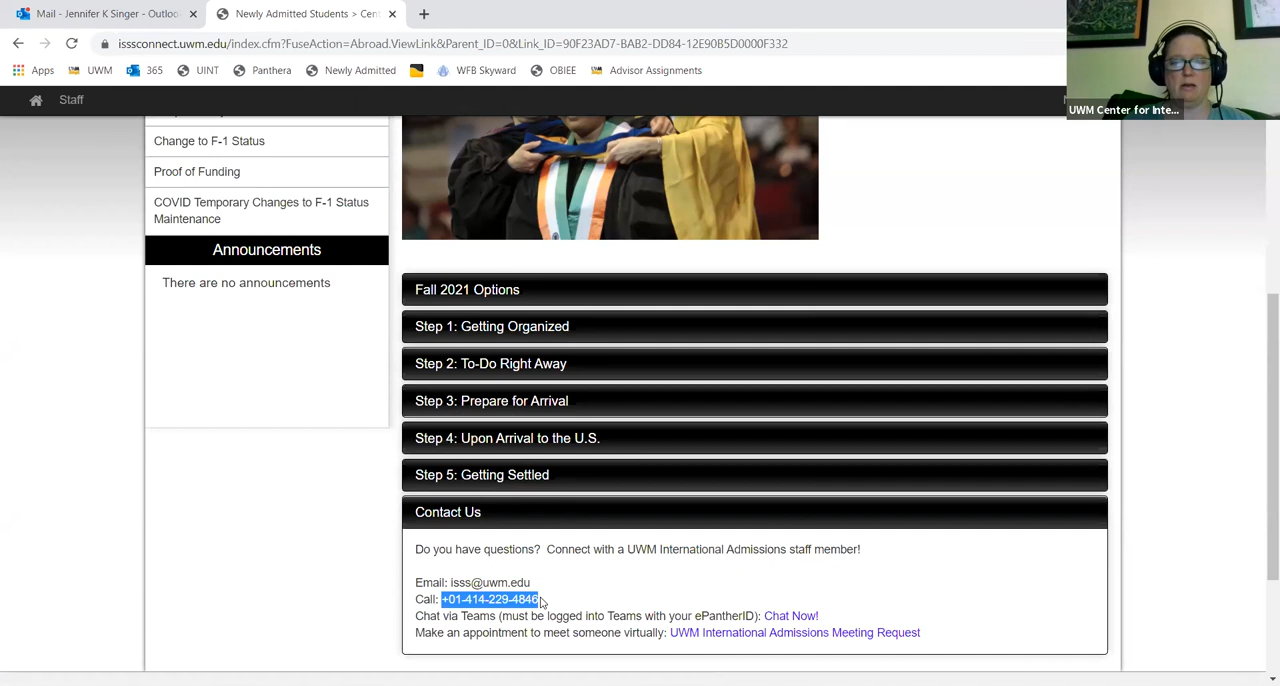 Mail - Jennifer K Singer - Outloo
Newly Admitted Students > Cent
isssconnect.uwm.edu/index.cfm?FuseAction=Abroad.ViewLink&Parent_ID=0&Link_ID=90F23AD7-BAB2-DD84-12E90B5D0000F332
Apps UWM 365 UINT Panthera Newly Admitted WFB Skyward OBIEE Advisor Assignments
UWM Center for Inte...
Staff
Change to F-1 Status
Proof of Funding
COVID Temporary Changes to F-1 Status
Maintenance
Announcements
There are no announcements
Fall 2021 Options
Step 1: Getting Organized
Step 2: To-Do Right Away
Step 3: Prepare for Arrival
Step 4: Upon Arrival to the U.S.
Step 5: Getting Settled
Contact Us
Do you have questions? Connect with a UWM International Admissions staff member!
Email: isss@uwm.edu
Call: +01-414-229-4846
Chat via Teams (must be logged into Teams with your ePantherID): Chat Now!
Make an appointment to meet someone virtually: UWM International Admissions Meeting Request